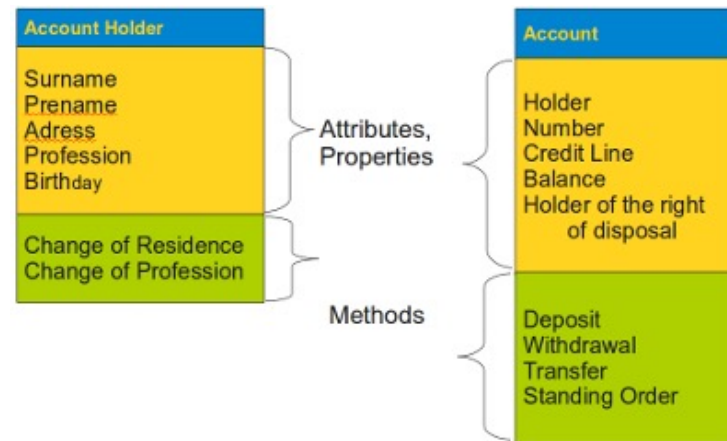 Account Holder
Surname
Prename
Adress
Profession
Birthday
Change of Residence
Change of Profession
Attributes,
Properties
Methods
Account
Holder
Number
Credit Line
Balance
Holder of the right
of disposal
Deposit
Withdrawal
Transfer
Standing Order